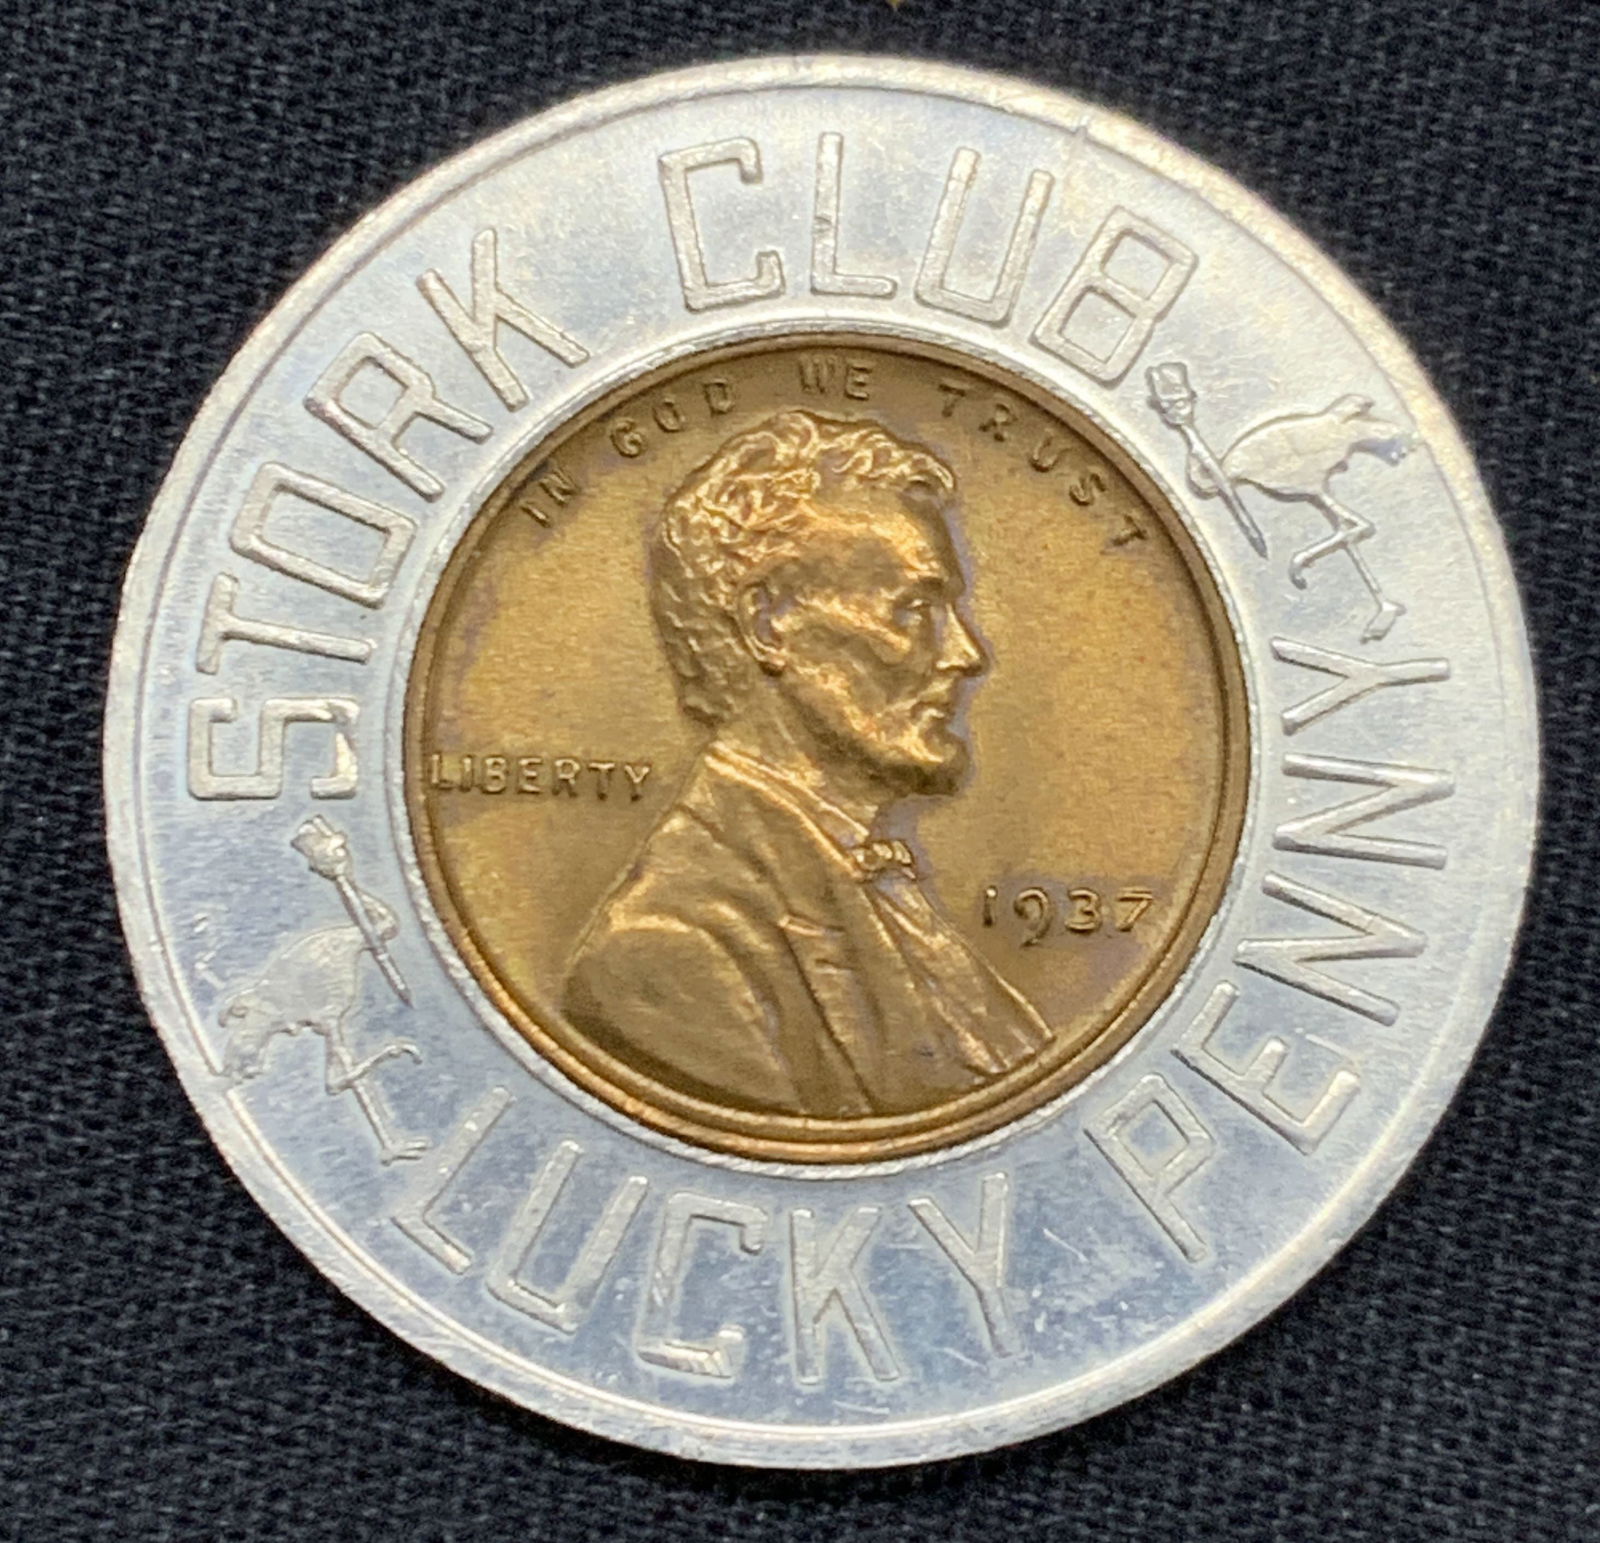 STORK CLUB
LUCKY PENNY
IN GOD WE TRUST
LIBERTY
1937